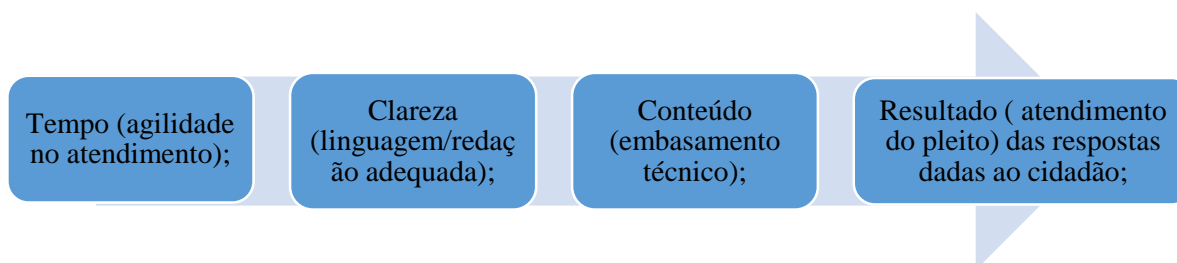 Tempo (agilidade
no atendimento);
Clareza
(linguagem/redaç
ão adequada);
Conteúdo
(embasamento
técnico);
Resultado ( atendimento
do pleito) das respostas
dadas ao cidadão;